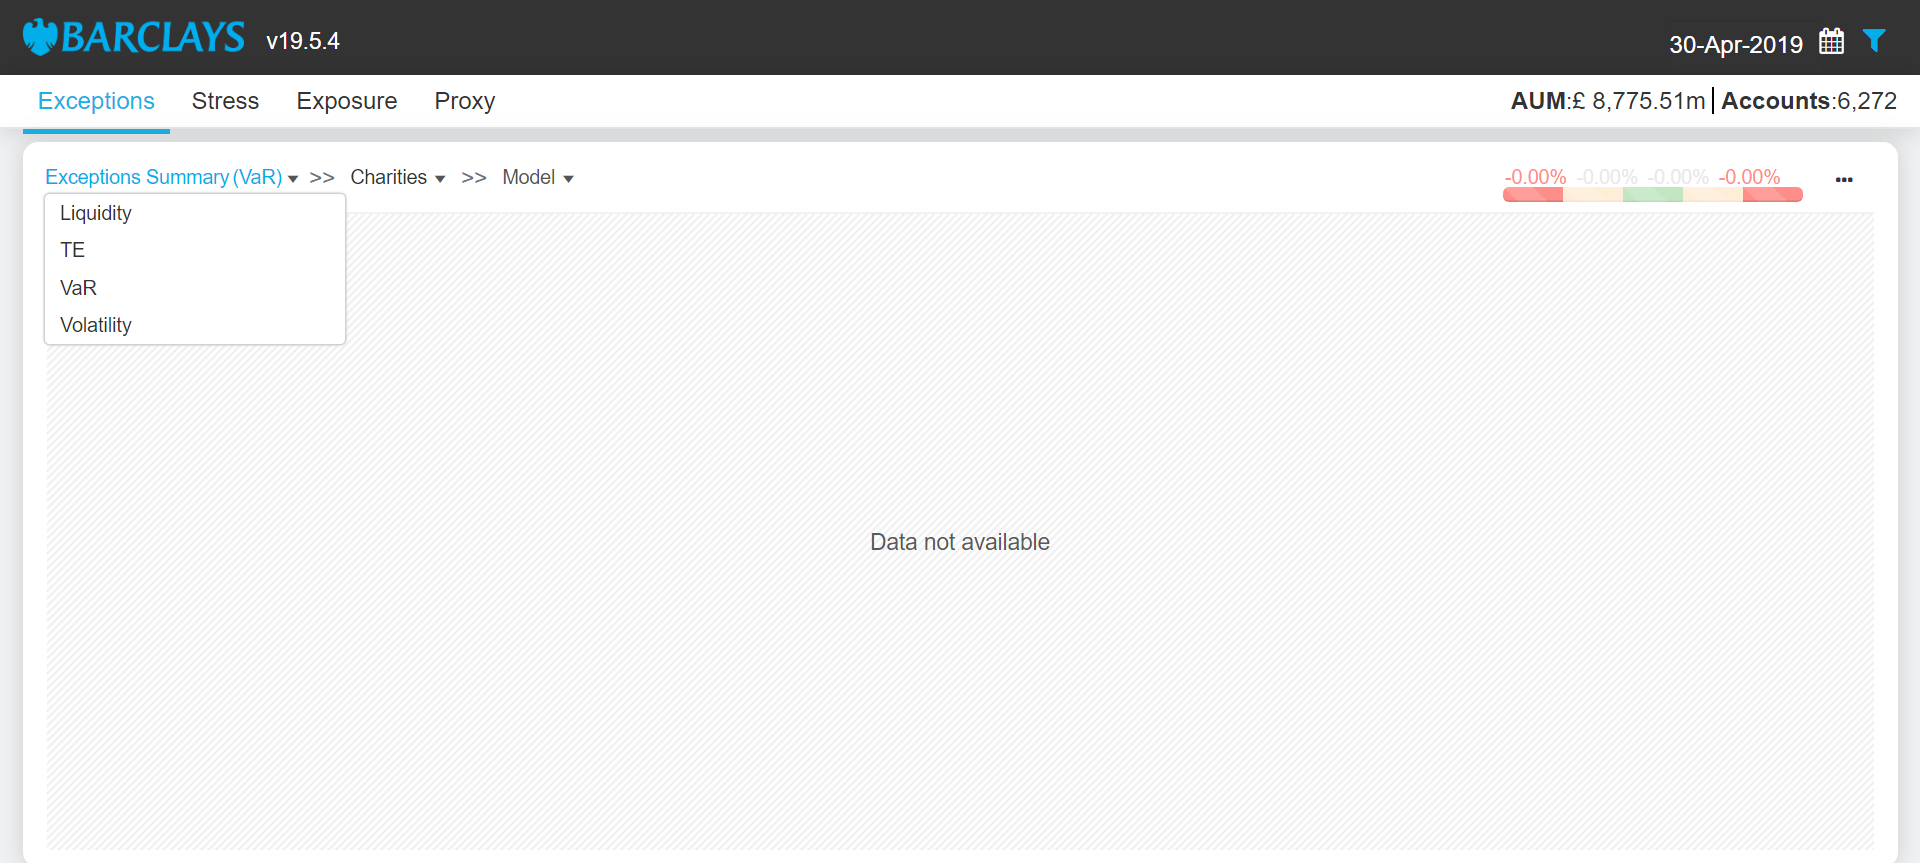 BARCLAYS v19.5.4 30-Apr-2019
Exceptions Stress Exposure Proxy AUM:£ 8,775.51m Accounts:6,272
Exceptions Summary (VaR) >> Charities >> Model -0.00% -0.00% -0.00% -0.00% ...
Liquidity
TE
VaR
Volatility
Data not available